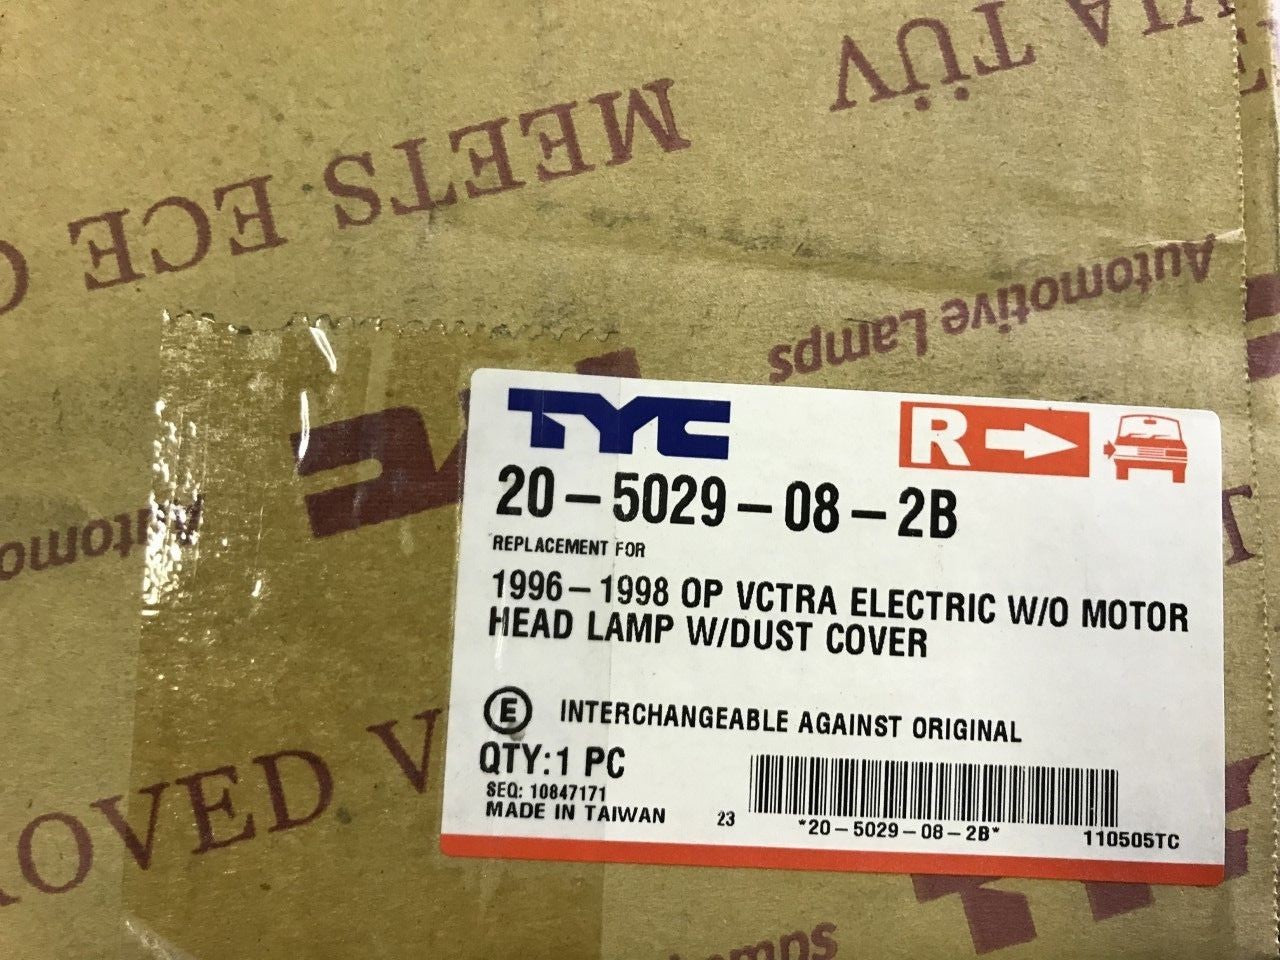 VIA TÜV
MEETS ECE
Automotive Lamps
Automo
OVED V
TYC
R
20-5029-08-2B
REPLACEMENT FOR
1996-1998 OP VCTRA ELECTRIC W/O MOTOR
HEAD LAMP W/DUST COVER
E INTERCHANGEABLE AGAINST ORIGINAL
QTY:1 PC
SEQ: 10847171
MADE IN TAIWAN
23
*20-5029-08-2B*
110505TC
amps